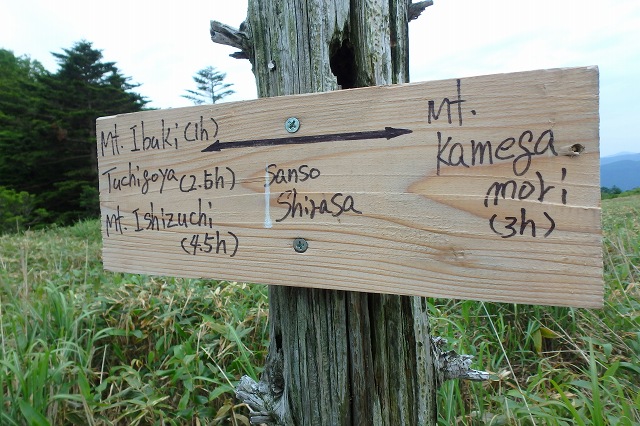 Mt. Ibuki (1h)
Tuchigoya (2.5h)
Mt. Ishizuchi
(4.5h)
Sanso
Shirasa
Mt.
Kamega
mori
(3h)